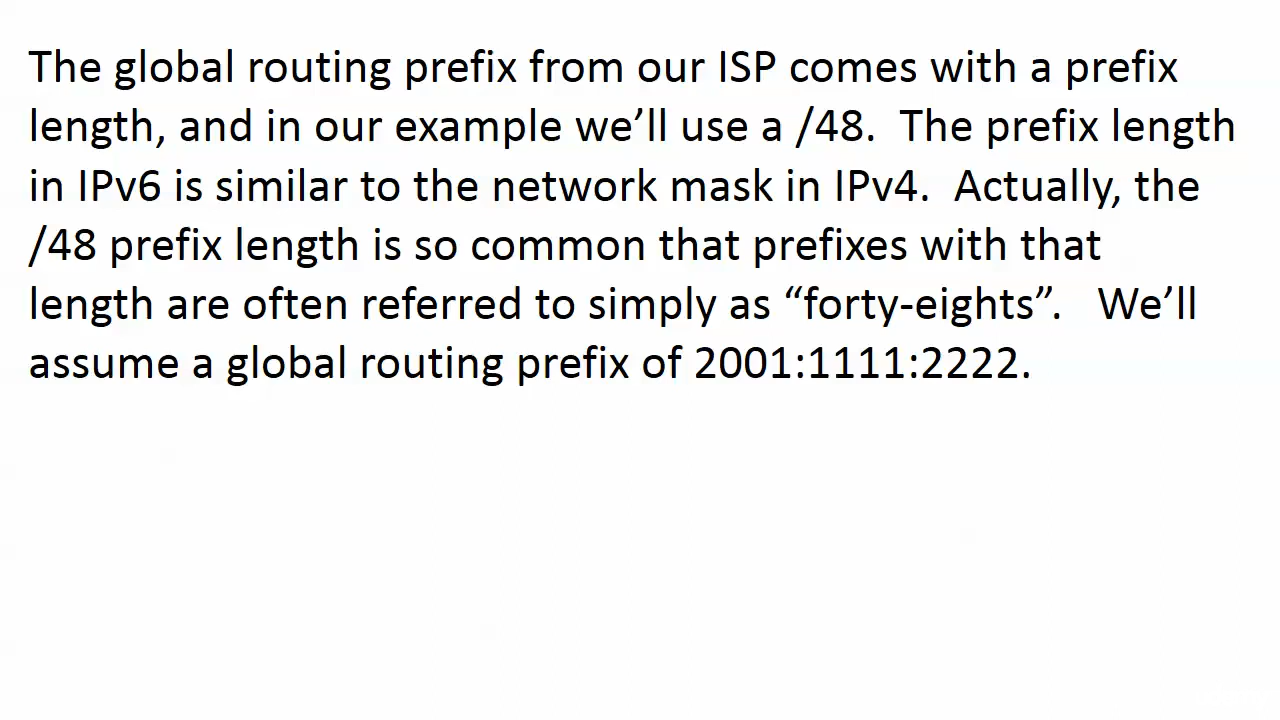 The global routing prefix from our ISP comes with a prefix
length, and in our example we’ll use a /48.  The prefix length
in IPv6 is similar to the network mask in IPv4.  Actually, the
/48 prefix length is so common that prefixes with that
length are often referred to simply as “forty-eights”.   We’ll
assume a global routing prefix of 2001:1111:2222.